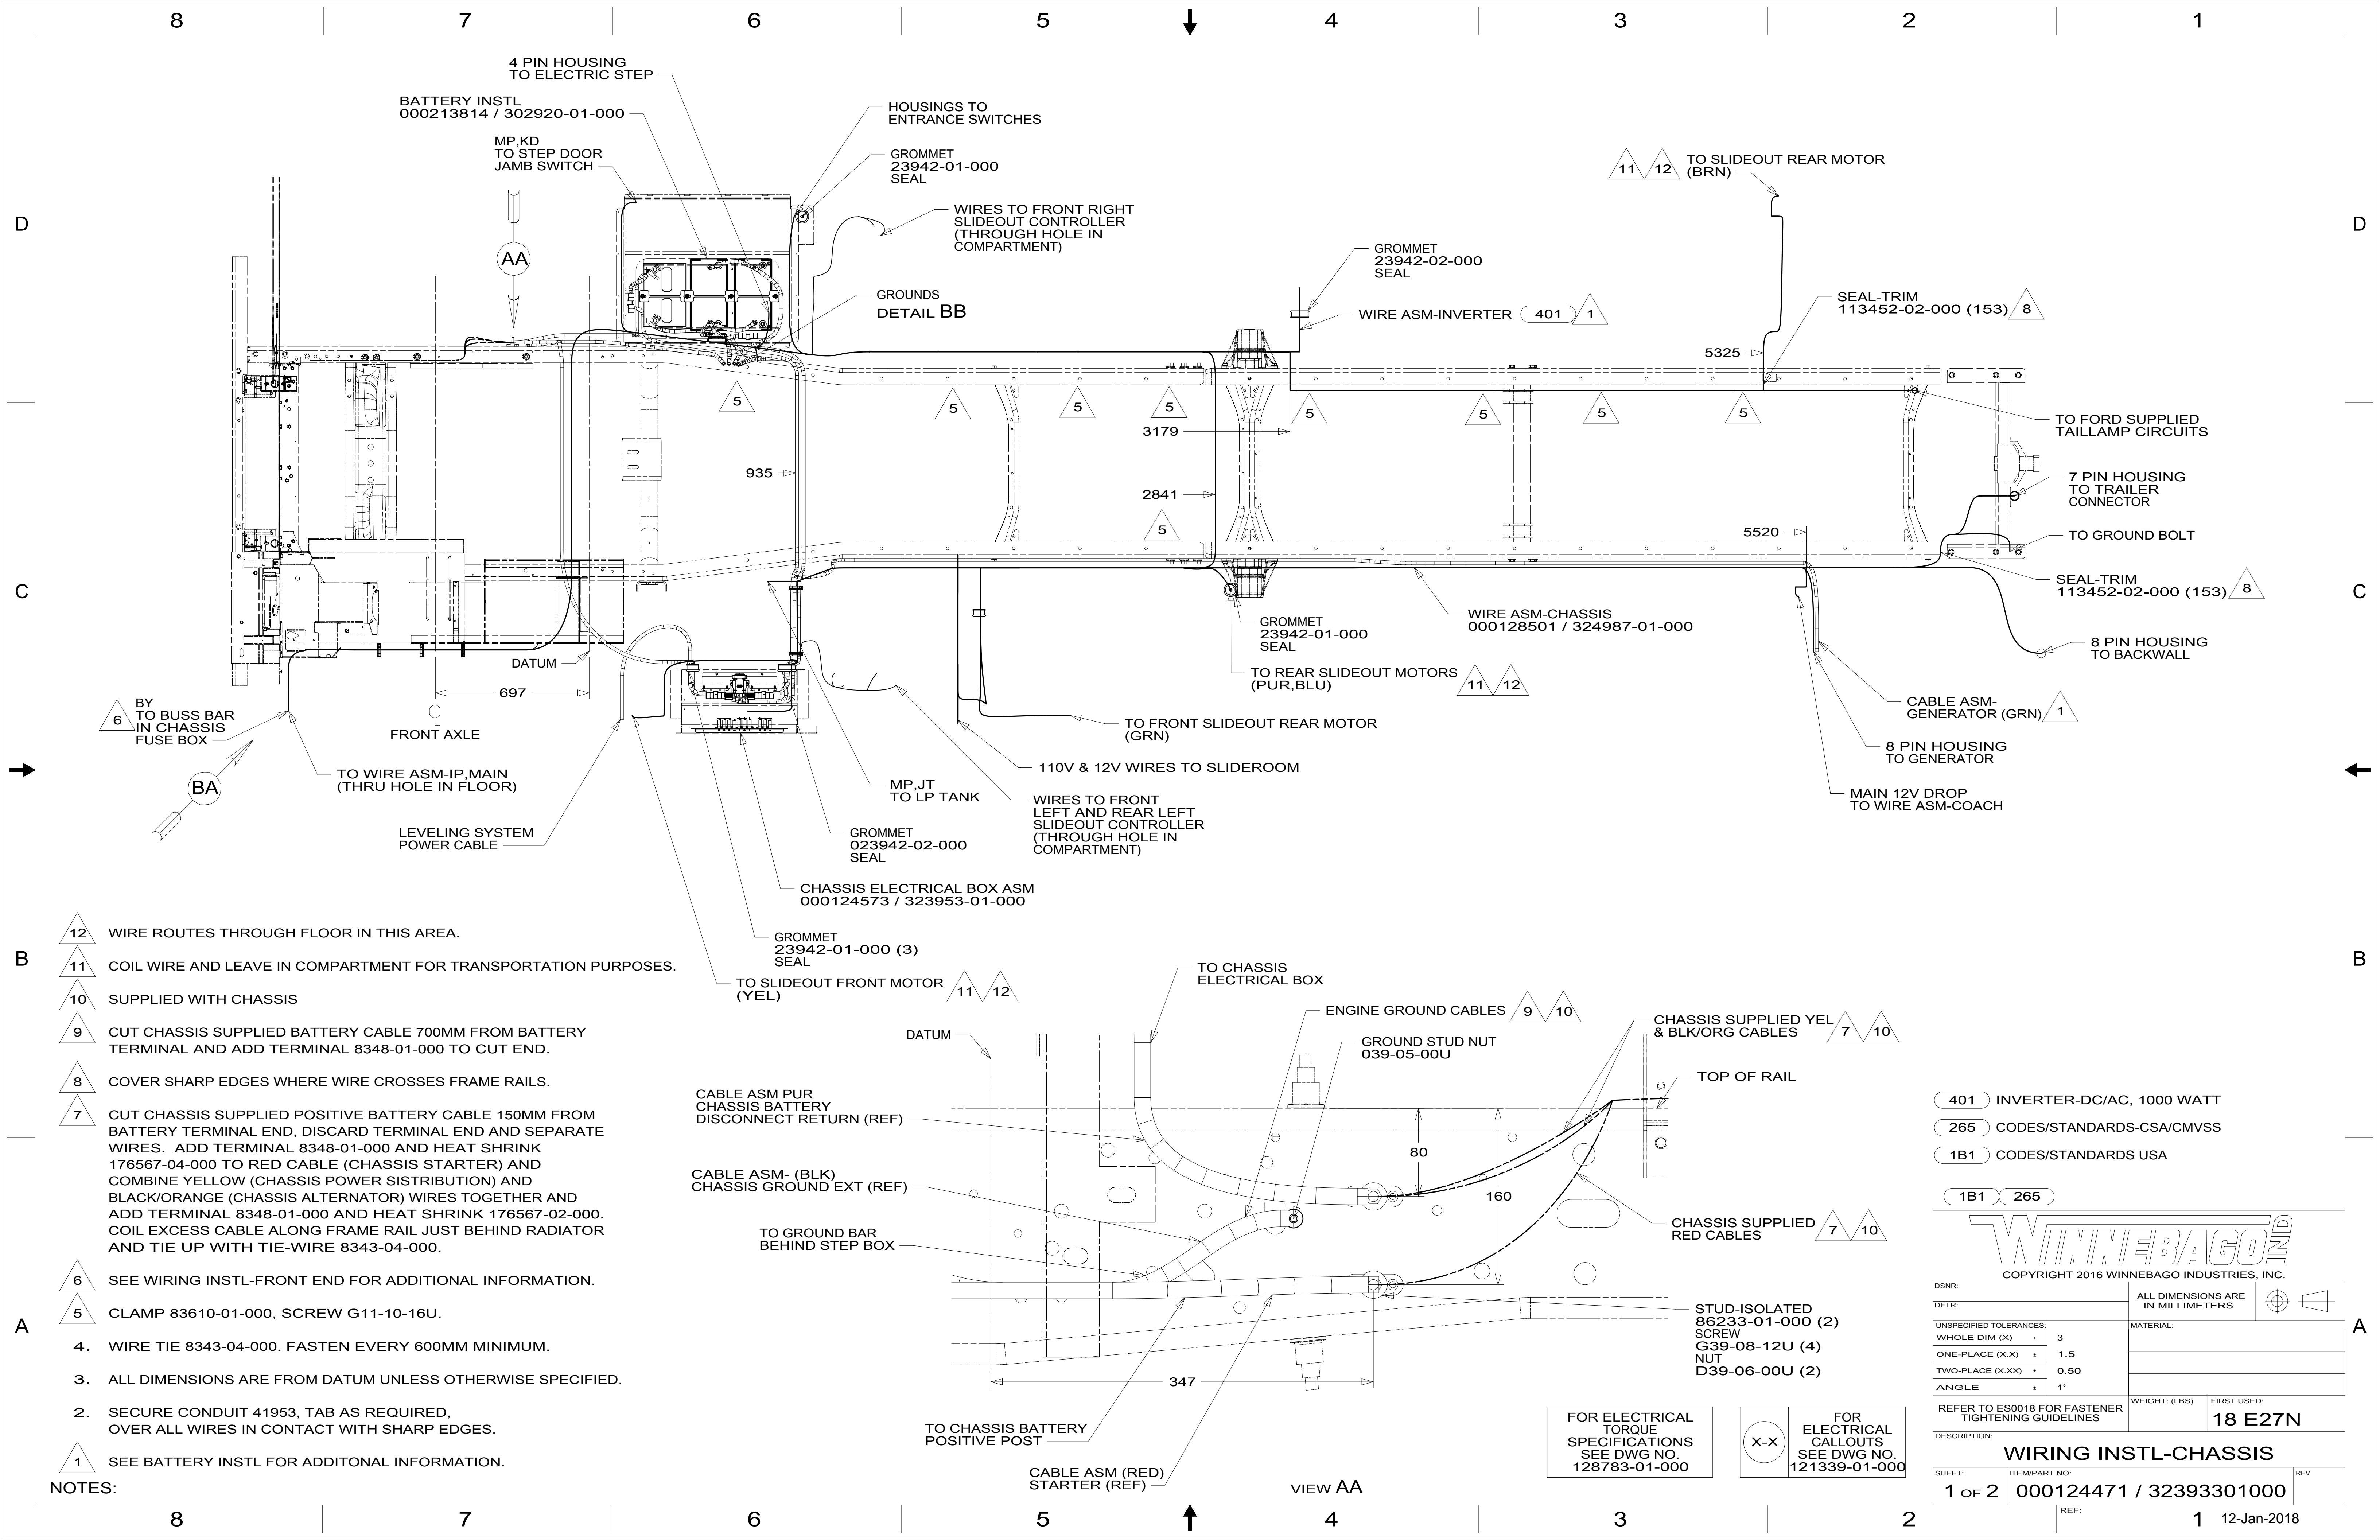 8 7 6 5 4 3 2 1
D
C
B
A
D
C
B
A
4 PIN HOUSING
TO ELECTRIC STEP
BATTERY INSTL
000213814 / 302920-01-000
MP,KD
TO STEP DOOR
JAMB SWITCH
HOUSINGS TO
ENTRANCE SWITCHES
GROMMET
23942-01-000
SEAL
WIRES TO FRONT RIGHT
SLIDEOUT CONTROLLER
(THROUGH HOLE IN
COMPARTMENT)
AA
GROUNDS
DETAIL BB
GROMMET
23942-02-000
SEAL
WIRE ASM-INVERTER 401 1
11 12 TO SLIDEOUT REAR MOTOR
(BRN)
SEAL-TRIM
113452-02-000 (153) 8
5325
5
5
5
5
5
5
5
5
5
3179
935
2841
5520
TO FORD SUPPLIED
TAILLAMP CIRCUITS
7 PIN HOUSING
TO TRAILER
CONNECTOR
TO GROUND BOLT
SEAL-TRIM
113452-02-000 (153) 8
8 PIN HOUSING
TO BACKWALL
WIRE ASM-CHASSIS
000128501 / 324987-01-000
GROMMET
23942-01-000
SEAL
TO REAR SLIDEOUT MOTORS
(PUR,BLU) 11 12
CABLE ASM-
GENERATOR (GRN) 1
8 PIN HOUSING
TO GENERATOR
MAIN 12V DROP
TO WIRE ASM-COACH
DATUM
697
CL
FRONT AXLE
6 BY
TO BUSS BAR
IN CHASSIS
FUSE BOX
BA
TO WIRE ASM-IP,MAIN
(THRU HOLE IN FLOOR)
LEVELING SYSTEM
POWER CABLE
TO FRONT SLIDEOUT REAR MOTOR
(GRN)
110V & 12V WIRES TO SLIDEROOM
MP,JT
TO LP TANK
WIRES TO FRONT
LEFT AND REAR LEFT
SLIDEOUT CONTROLLER
(THROUGH HOLE IN
COMPARTMENT)
GROMMET
023942-02-000
SEAL
CHASSIS ELECTRICAL BOX ASM
000124573 / 323953-01-000
GROMMET
23942-01-000 (3)
SEAL
TO SLIDEOUT FRONT MOTOR
(YEL) 11 12
12 WIRE ROUTES THROUGH FLOOR IN THIS AREA.
11 COIL WIRE AND LEAVE IN COMPARTMENT FOR TRANSPORTATION PURPOSES.
10 SUPPLIED WITH CHASSIS
9 CUT CHASSIS SUPPLIED BATTERY CABLE 700MM FROM BATTERY
TERMINAL AND ADD TERMINAL 8348-01-000 TO CUT END.
8 COVER SHARP EDGES WHERE WIRE CROSSES FRAME RAILS.
7 CUT CHASSIS SUPPLIED POSITIVE BATTERY CABLE 150MM FROM
BATTERY TERMINAL END, DISCARD TERMINAL END AND SEPARATE
WIRES. ADD TERMINAL 8348-01-000 AND HEAT SHRINK
176567-04-000 TO RED CABLE (CHASSIS STARTER) AND
COMBINE YELLOW (CHASSIS POWER SISTRIBUTION) AND
BLACK/ORANGE (CHASSIS ALTERNATOR) WIRES TOGETHER AND
ADD TERMINAL 8348-01-000 AND HEAT SHRINK 176567-02-000.
COIL EXCESS CABLE ALONG FRAME RAIL JUST BEHIND RADIATOR
AND TIE UP WITH TIE-WIRE 8343-04-000.
6 SEE WIRING INSTL-FRONT END FOR ADDITIONAL INFORMATION.
5 CLAMP 83610-01-000, SCREW G11-10-16U.
4. WIRE TIE 8343-04-000. FASTEN EVERY 600MM MINIMUM.
3. ALL DIMENSIONS ARE FROM DATUM UNLESS OTHERWISE SPECIFIED.
2. SECURE CONDUIT 41953, TAB AS REQUIRED,
OVER ALL WIRES IN CONTACT WITH SHARP EDGES.
1 SEE BATTERY INSTL FOR ADDITONAL INFORMATION.
NOTES:
TO CHASSIS
ELECTRICAL BOX
ENGINE GROUND CABLES 9 10
GROUND STUD NUT
039-05-00U
CHASSIS SUPPLIED YEL
& BLK/ORG CABLES 7 10
TOP OF RAIL
DATUM
CABLE ASM PUR
CHASSIS BATTERY
DISCONNECT RETURN (REF)
CABLE ASM- (BLK)
CHASSIS GROUND EXT (REF)
TO GROUND BAR
BEHIND STEP BOX
80
160
CHASSIS SUPPLIED
RED CABLES 7 10
STUD-ISOLATED
86233-01-000 (2)
SCREW
G39-08-12U (4)
NUT
D39-06-00U (2)
347
TO CHASSIS BATTERY
POSITIVE POST
CABLE ASM (RED)
STARTER (REF)
VIEW AA
FOR ELECTRICAL
TORQUE
SPECIFICATIONS
SEE DWG NO.
128783-01-000
X-X
FOR
ELECTRICAL
CALLOUTS
SEE DWG NO.
121339-01-000
401 INVERTER-DC/AC, 1000 WATT
265 CODES/STANDARDS-CSA/CMVSS
1B1 CODES/STANDARDS USA
1B1 265
WINNEBAGO IND
COPYRIGHT 2016 WINNEBAGO INDUSTRIES, INC.
DSNR:
DFTR:
ALL DIMENSIONS ARE
IN MILLIMETERS
UNSPECIFIED TOLERANCES:
WHOLE DIM (X) ± 3
ONE-PLACE (X.X) ± 1.5
TWO-PLACE (X.XX) ± 0.50
ANGLE ± 1°
MATERIAL:
REFER TO ES0018 FOR FASTENER
TIGHTENING GUIDELINES
WEIGHT: (LBS)
FIRST USED:
18 E27N
DESCRIPTION:
WIRING INSTL-CHASSIS
SHEET:
1 OF 2
ITEM/PART NO:
000124471 / 32393301000
REV
REF:
8 7 6 5 4 3 2 1
12-Jan-2018